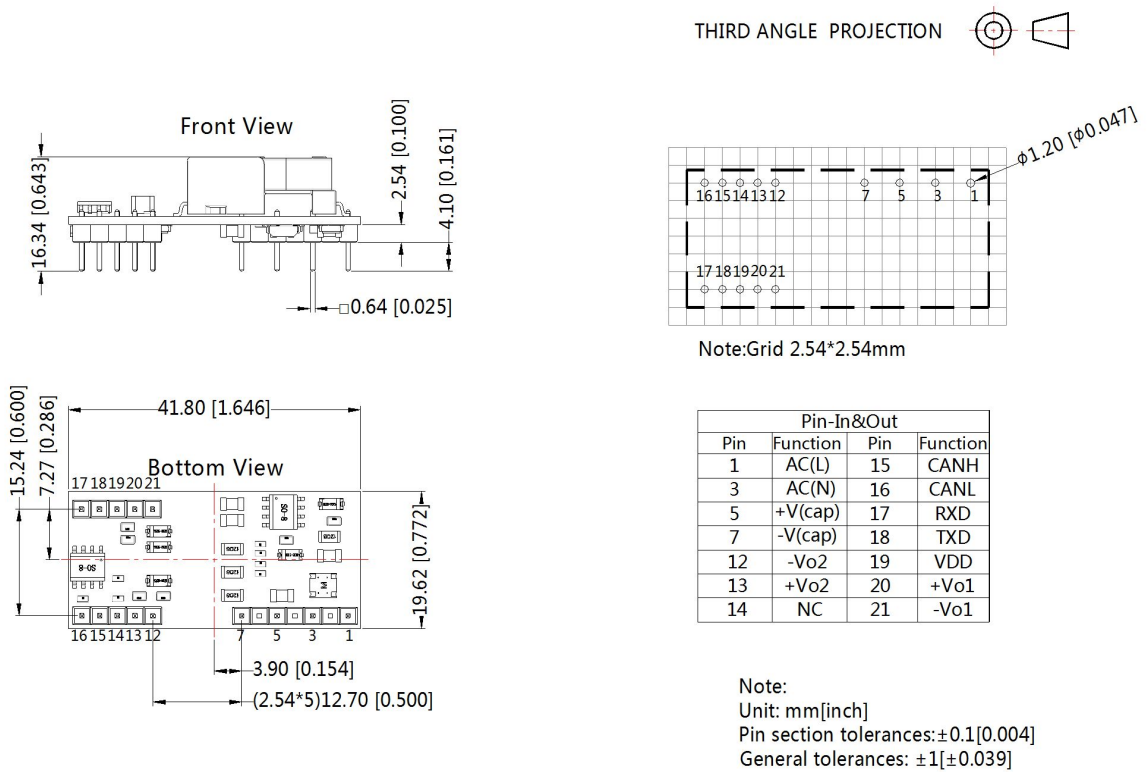 THIRD ANGLE PROJECTION
Front View
16.34 [0.643]
2.54 [0.100]
4.10 [0.161]
□0.64 [0.025]
ϕ1.20 [ϕ0.047]
16 15 14 13 12 7 5 3 1
17 18 19 20 21
Note:Grid 2.54*2.54mm
41.80 [1.646]
15.24 [0.600]
7.27 [0.286]
Bottom View
17 18 19 20 21
SO-8
SO-8
1206
1206
1206
1206
19.62 [0.772]
16 15 14 13 12 7 5 3 1
3.90 [0.154]
(2.54*5)12.70 [0.500]
Pin-In&Out
Pin Function Pin Function
1 AC(L) 15 CANH
3 AC(N) 16 CANL
5 +V(cap) 17 RXD
7 -V(cap) 18 TXD
12 -Vo2 19 VDD
13 +Vo2 20 +Vo1
14 NC 21 -Vo1
Note:
Unit: mm[inch]
Pin section tolerances:±0.1[0.004]
General tolerances: ±1[±0.039]